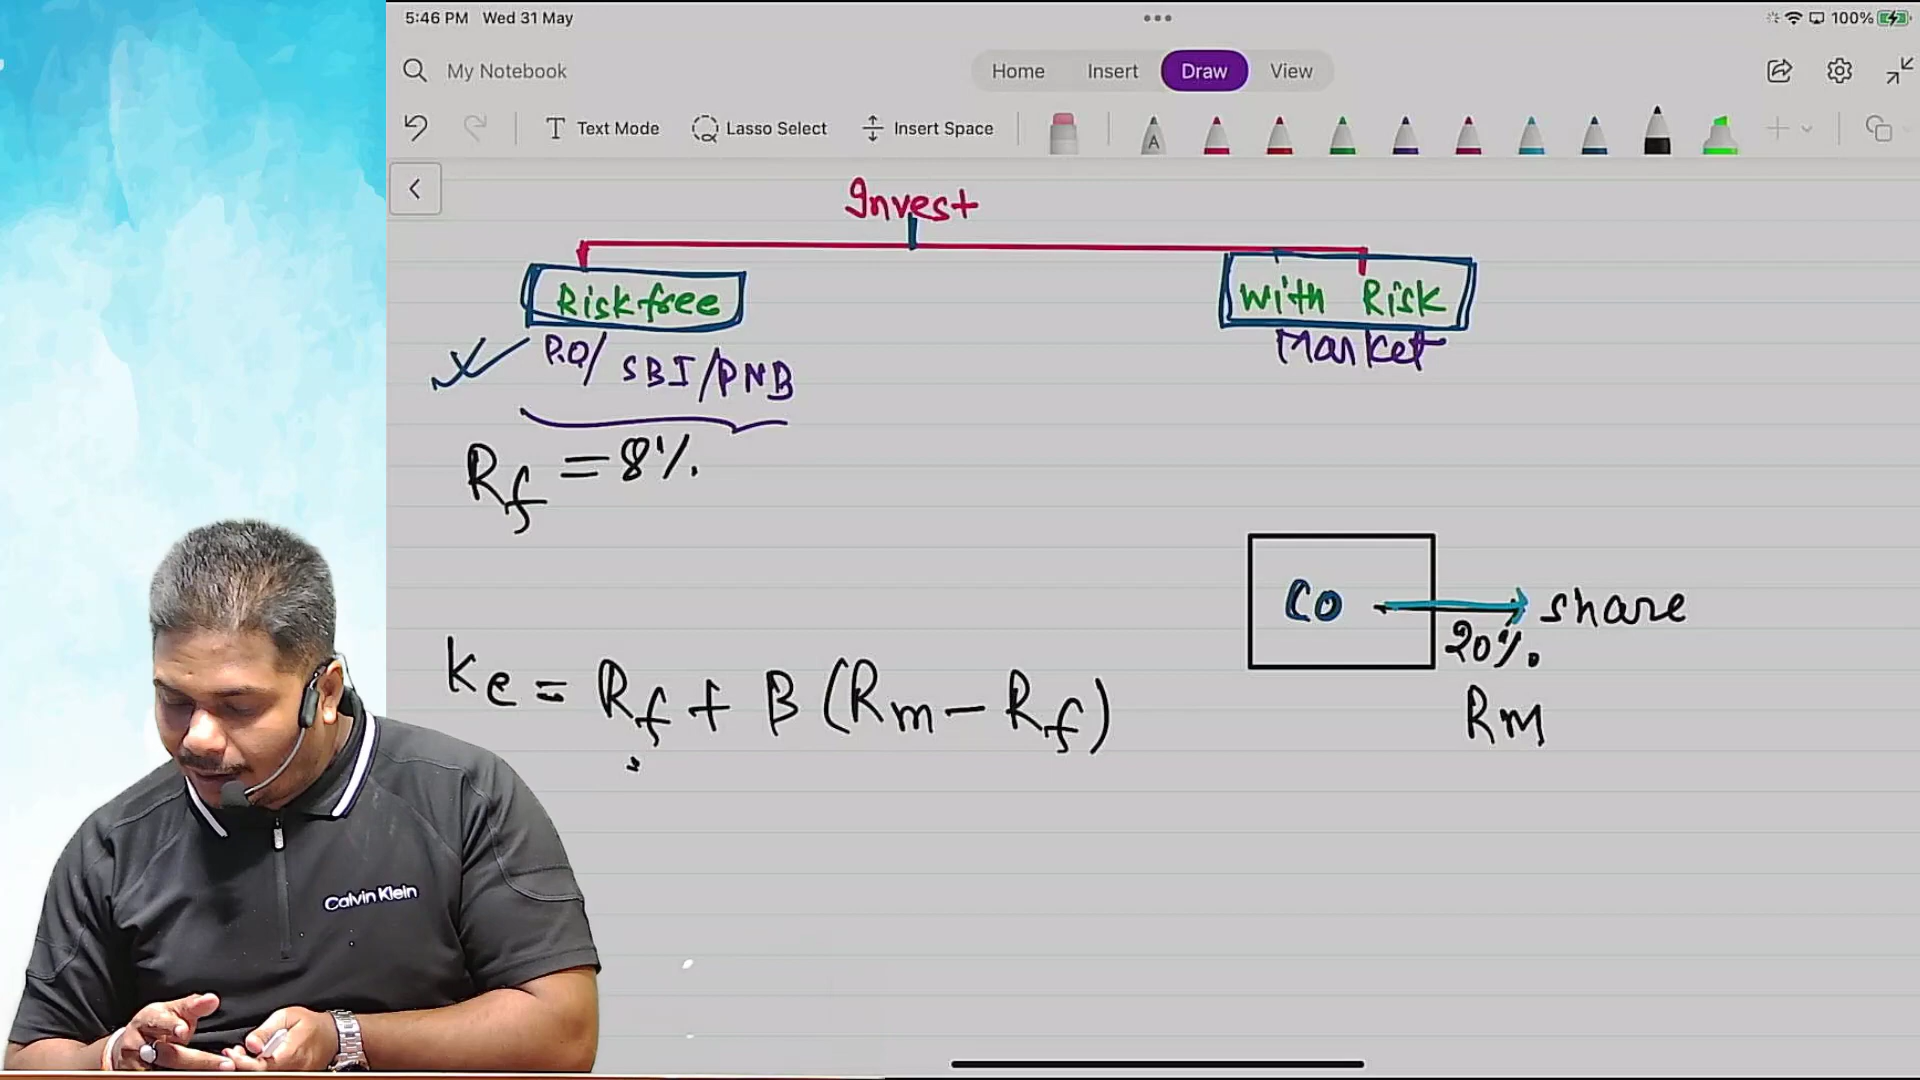 5:46 PM Wed 31 May
100%
My Notebook
Home Insert Draw View
Text Mode Lasso Select Insert Space
A
Invest
Risk free
With Risk
P.O/ SBI/PNB
Market
Rf = 8%.
CO
share
20%.
Rm
Ke = Rf + B (Rm - Rf)
Calvin Klein